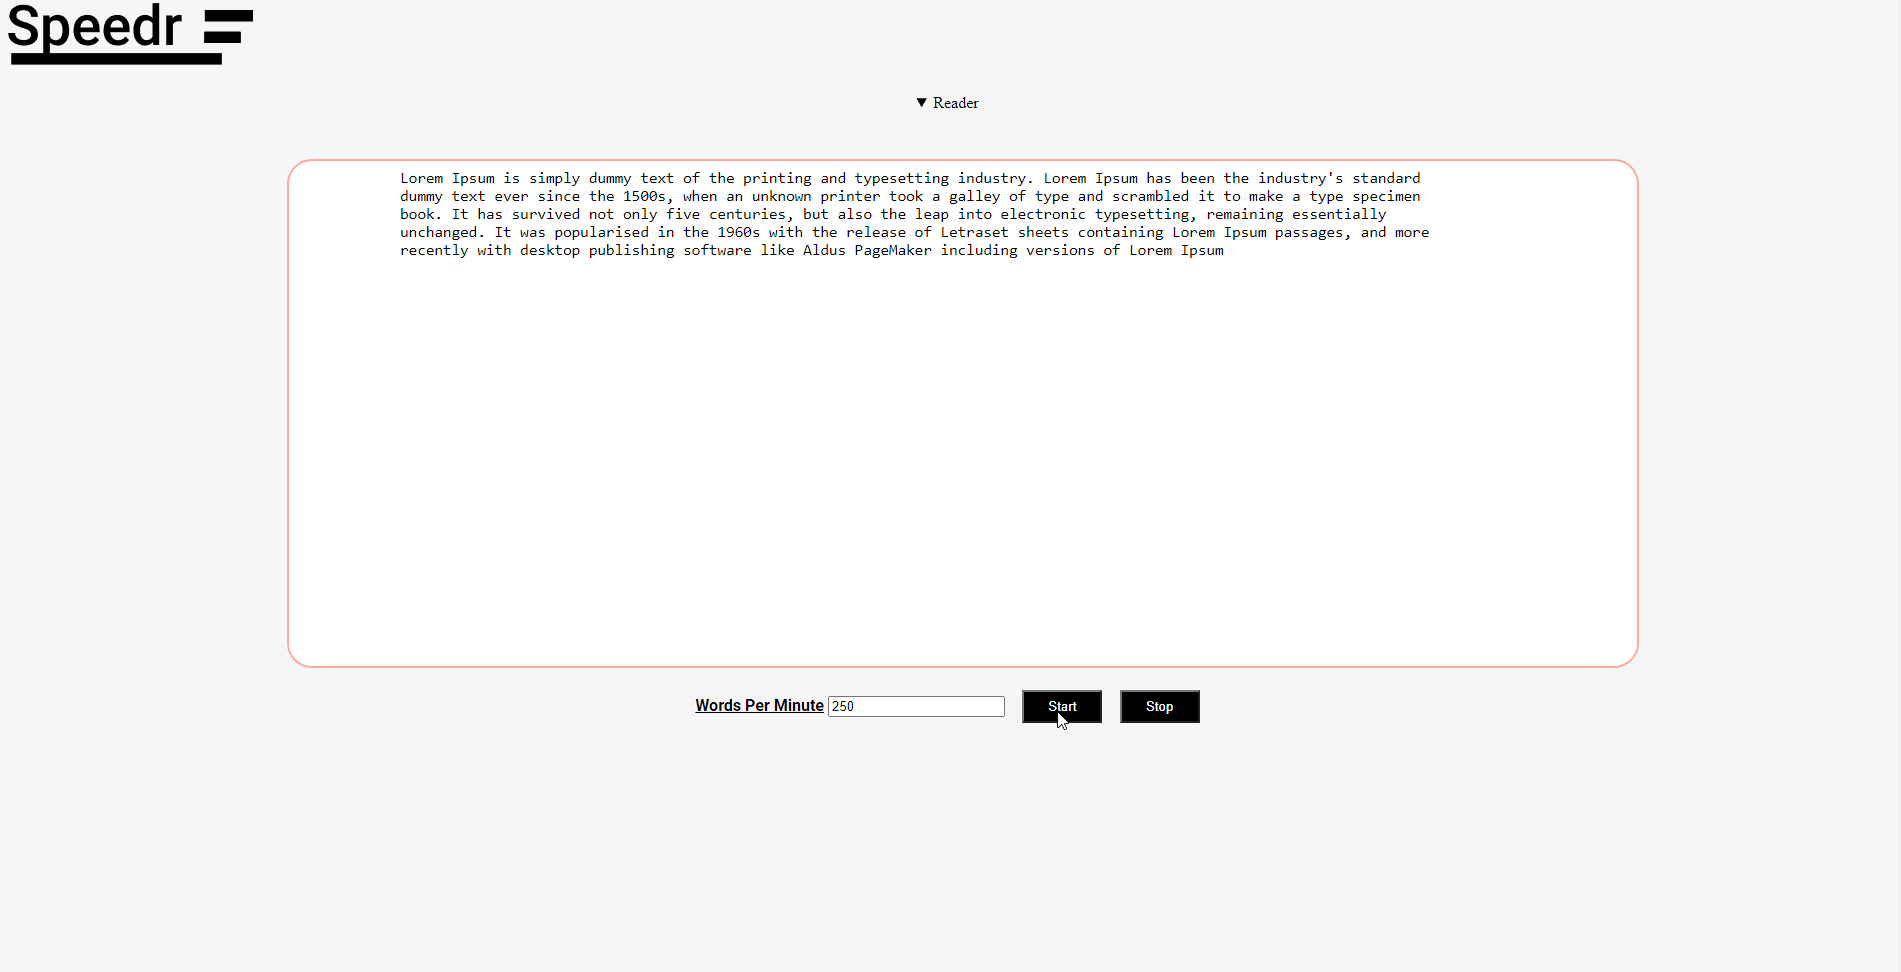 Speedr
▼ Reader
Lorem Ipsum is simply dummy text of the printing and typesetting industry. Lorem Ipsum has been the industry's standard
dummy text ever since the 1500s, when an unknown printer took a galley of type and scrambled it to make a type specimen
book. It has survived not only five centuries, but also the leap into electronic typesetting, remaining essentially
unchanged. It was popularised in the 1960s with the release of Letraset sheets containing Lorem Ipsum passages, and more
recently with desktop publishing software like Aldus PageMaker including versions of Lorem Ipsum
Words Per Minute 250 Start Stop